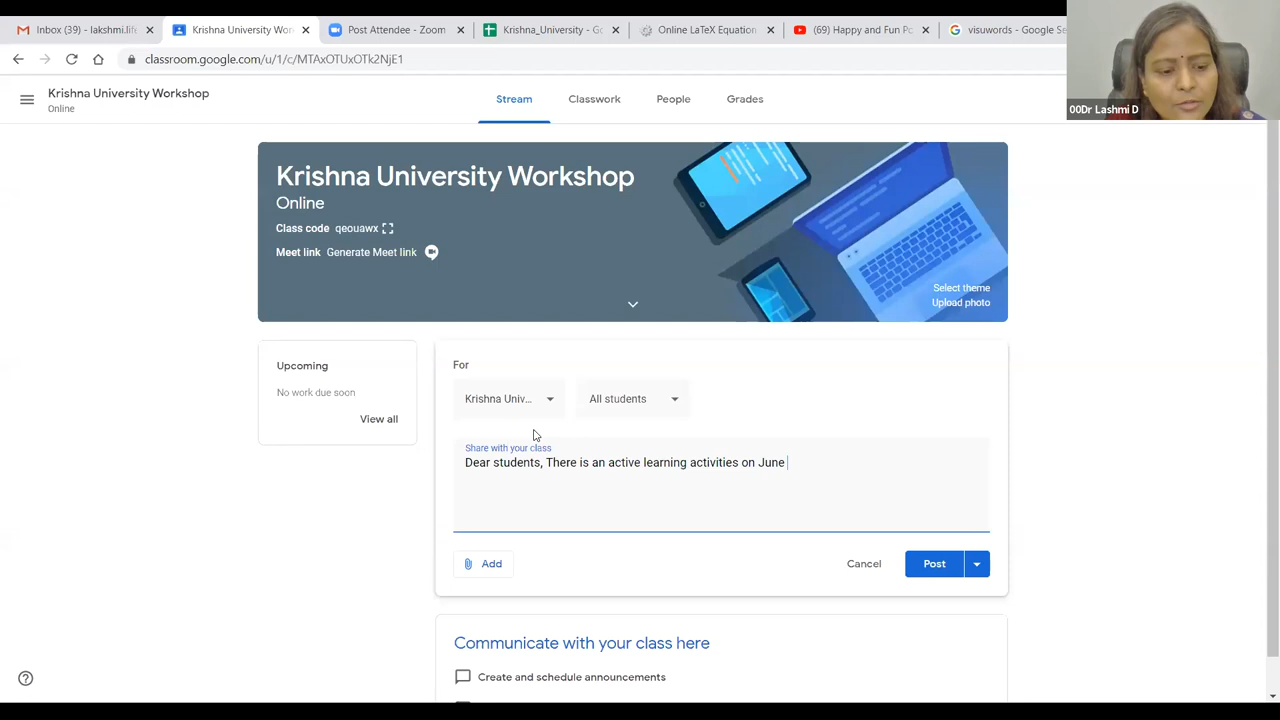 Inbox (39) - lakshmi.life
Krishna University Wor
Post Attendee - Zoom
Krishna_University - Go
Online LaTeX Equation
(69) Happy and Fun Po
visuwords - Google Se
classroom.google.com/u/1/c/MTAxOTUxOTk2NjE1
00Dr Lashmi D
Krishna University Workshop
Online
Stream
Classwork
People
Grades
Krishna University Workshop
Online
Class code qeouawx
Meet link Generate Meet link
Select theme
Upload photo
Upcoming
No work due soon
View all
For
Krishna Univ...
All students
Share with your class
Dear students, There is an active learning activities on June
Add
Cancel
Post
Communicate with your class here
Create and schedule announcements